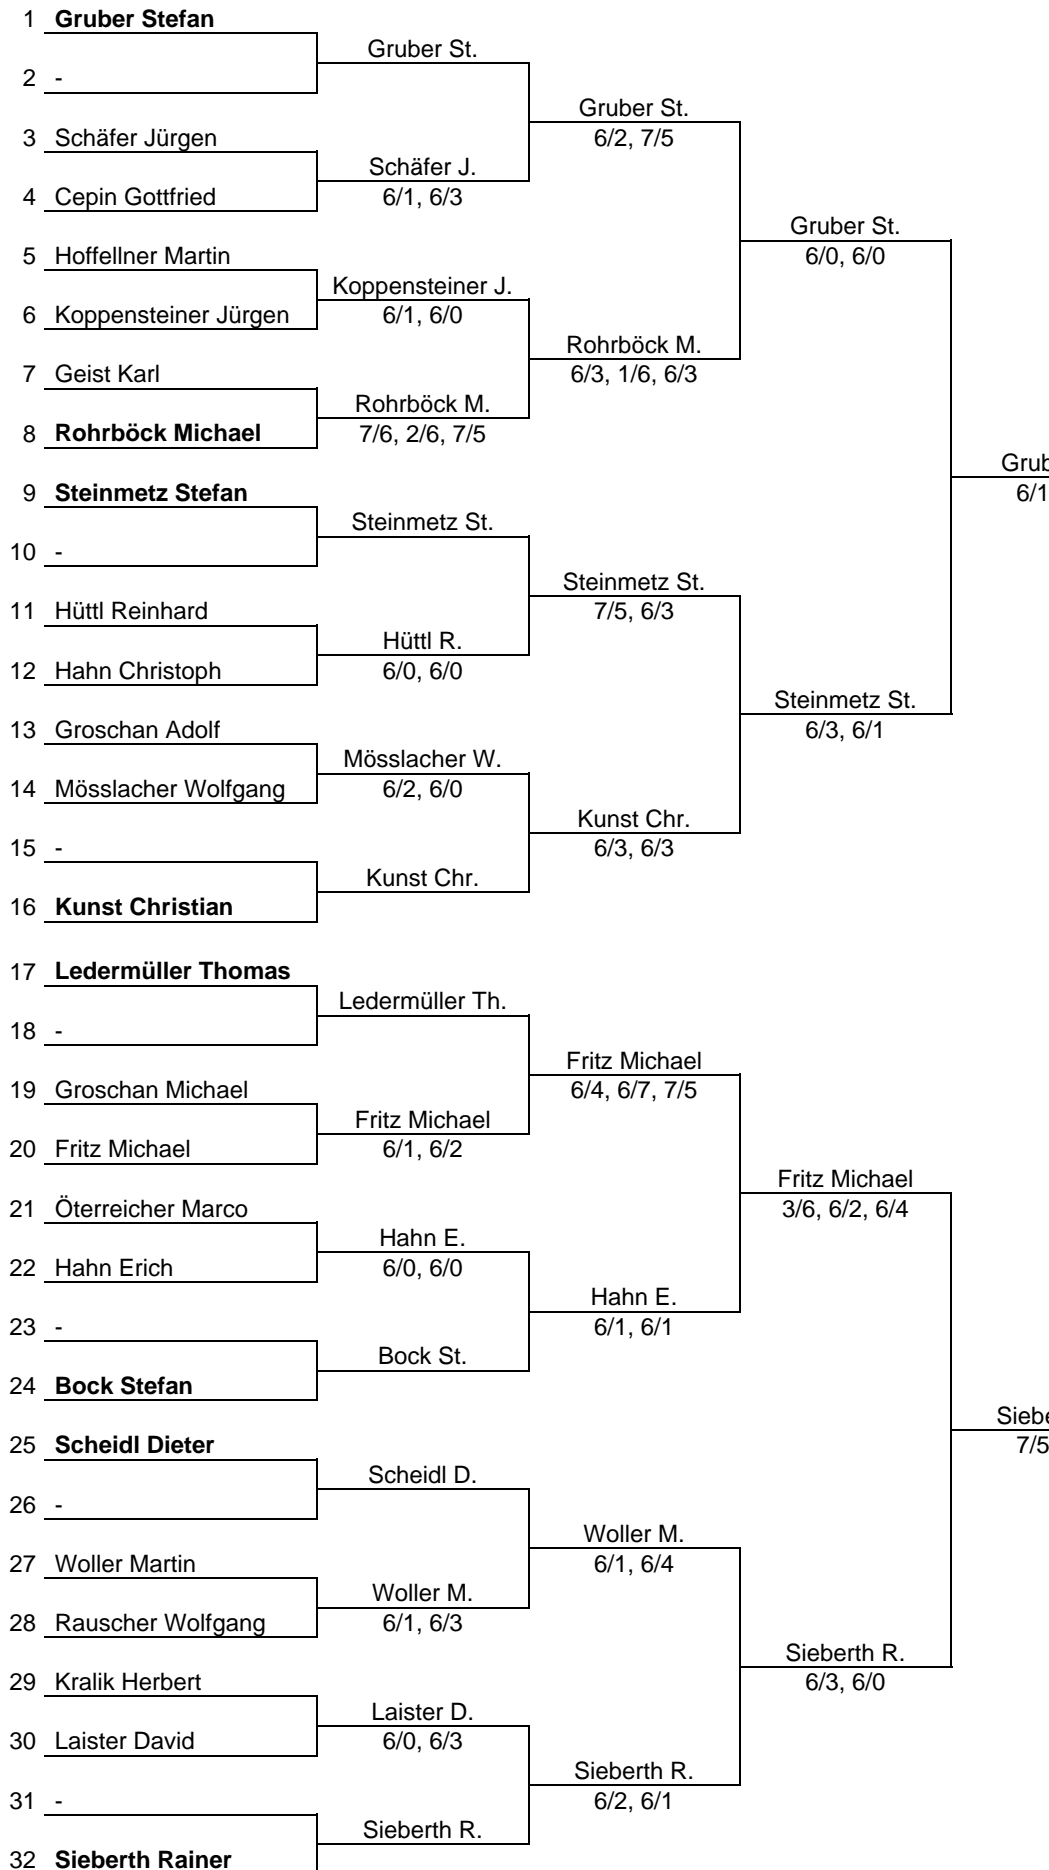 1 Gruber Stefan
Gruber St.
2 -
Gruber St.
6/2, 7/5
3 Schäfer Jürgen
Schäfer J.
6/1, 6/3
4 Cepin Gottfried
Gruber St.
6/0, 6/0
5 Hoffellner Martin
Koppensteiner J.
6/1, 6/0
6 Koppensteiner Jürgen
Rohrböck M.
6/3, 1/6, 6/3
7 Geist Karl
Rohrböck M.
7/6, 2/6, 7/5
8 Rohrböck Michael
Grub
6/1
9 Steinmetz Stefan
Steinmetz St.
10 -
Steinmetz St.
7/5, 6/3
11 Hüttl Reinhard
Hüttl R.
6/0, 6/0
12 Hahn Christoph
Steinmetz St.
6/3, 6/1
13 Groschan Adolf
Mösslacher W.
6/2, 6/0
14 Mösslacher Wolfgang
Kunst Chr.
6/3, 6/3
15 -
Kunst Chr.
16 Kunst Christian
17 Ledermüller Thomas
Ledermüller Th.
18 -
Fritz Michael
6/4, 6/7, 7/5
19 Groschan Michael
Fritz Michael
6/1, 6/2
20 Fritz Michael
Fritz Michael
3/6, 6/2, 6/4
21 Öterreicher Marco
Hahn E.
6/0, 6/0
22 Hahn Erich
Hahn E.
6/1, 6/1
23 -
Bock St.
24 Bock Stefan
Siebe
7/5
25 Scheidl Dieter
Scheidl D.
26 -
Woller M.
6/1, 6/4
27 Woller Martin
Woller M.
6/1, 6/3
28 Rauscher Wolfgang
Sieberth R.
6/3, 6/0
29 Kralik Herbert
Laister D.
6/0, 6/3
30 Laister David
Sieberth R.
6/2, 6/1
31 -
Sieberth R.
32 Sieberth Rainer